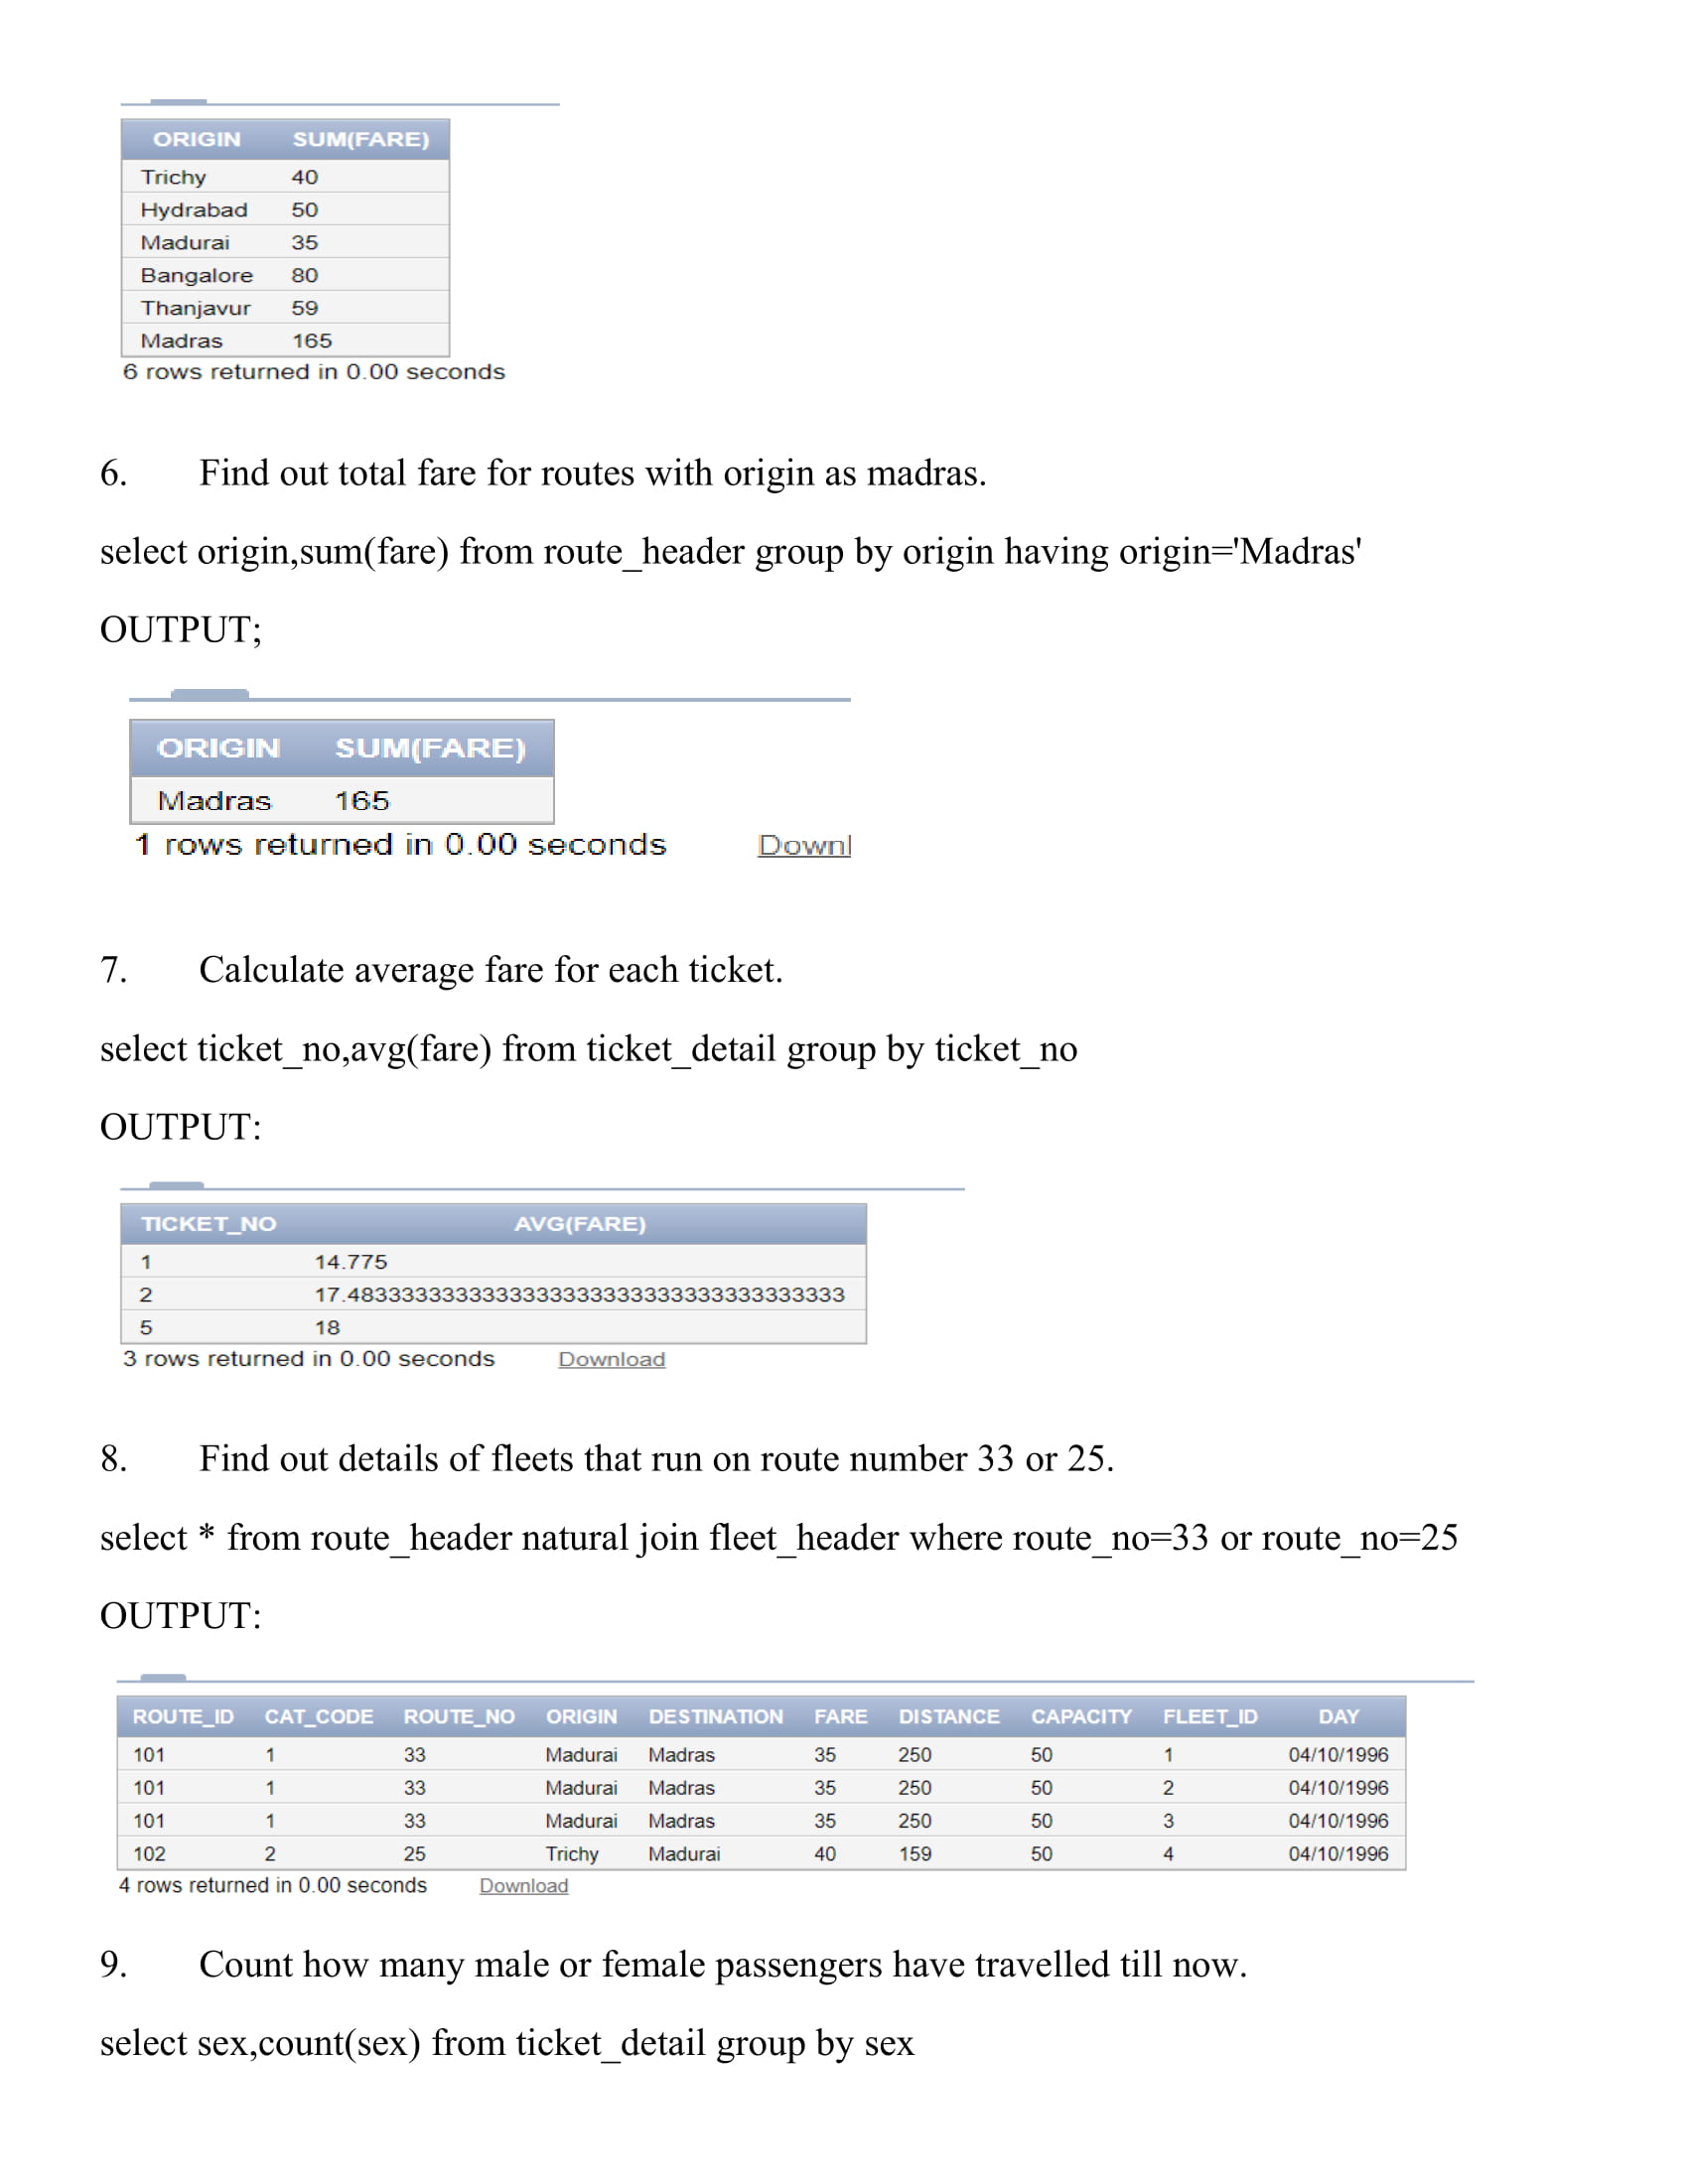 ORIGIN SUM(FARE)
Trichy 40
Hydrabad 50
Madurai 35
Bangalore 80
Thanjavur 59
Madras 165
6 rows returned in 0.00 seconds
6. Find out total fare for routes with origin as madras.
select origin,sum(fare) from route_header group by origin having origin='Madras'
OUTPUT;
ORIGIN SUM(FARE)
Madras 165
1 rows returned in 0.00 seconds Downl
7. Calculate average fare for each ticket.
select ticket_no,avg(fare) from ticket_detail group by ticket_no
OUTPUT:
TICKET_NO AVG(FARE)
1 14.775
2 17.48333333333333333333333333333333333333
5 18
3 rows returned in 0.00 seconds Download
8. Find out details of fleets that run on route number 33 or 25.
select * from route_header natural join fleet_header where route_no=33 or route_no=25
OUTPUT:
ROUTE_ID CAT_CODE ROUTE_NO ORIGIN DESTINATION FARE DISTANCE CAPACITY FLEET_ID DAY
101 1 33 Madurai Madras 35 250 50 1 04/10/1996
101 1 33 Madurai Madras 35 250 50 2 04/10/1996
101 1 33 Madurai Madras 35 250 50 3 04/10/1996
102 2 25 Trichy Madurai 40 159 50 4 04/10/1996
4 rows returned in 0.00 seconds Download
9. Count how many male or female passengers have travelled till now.
select sex,count(sex) from ticket_detail group by sex